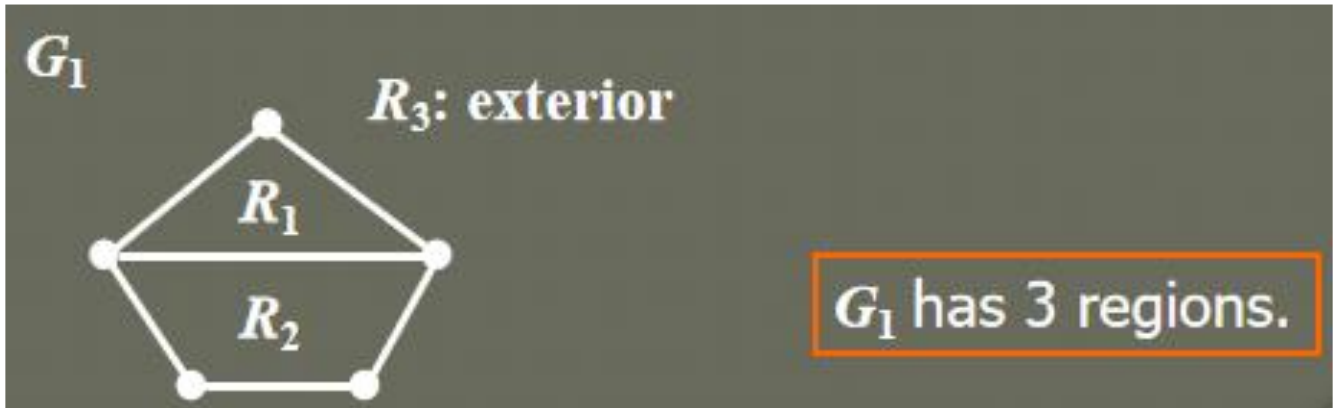 G₁
R₃: exterior
R₁
R₂
G₁ has 3 regions.